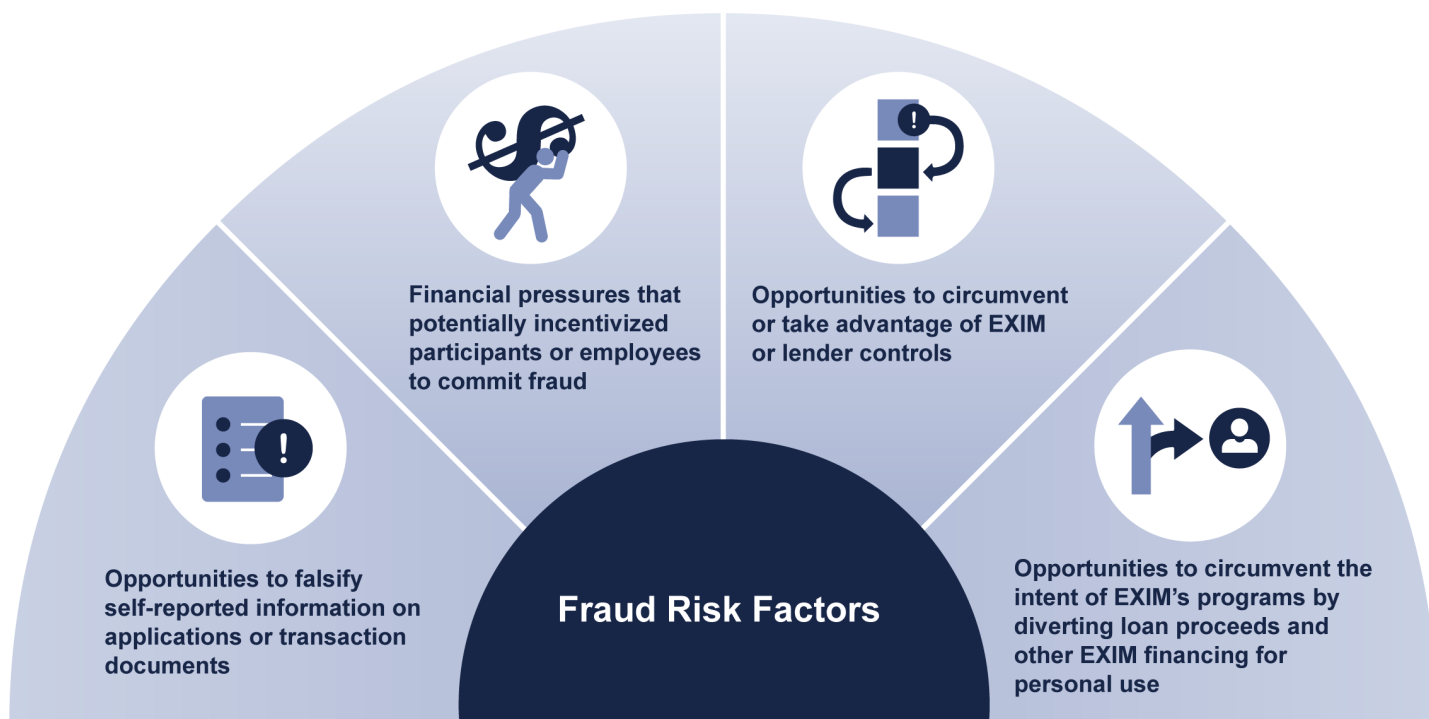 Financial pressures that
potentially incentivized
participants or employees
to commit fraud
Opportunities to circumvent
or take advantage of EXIM
or lender controls
Opportunities to falsify
self-reported information on
applications or transaction
documents
Opportunities to circumvent the
intent of EXIM’s programs by
diverting loan proceeds and
other EXIM financing for
personal use
Fraud Risk Factors